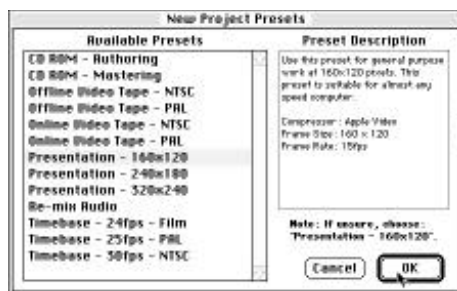 New Project Presets
Available Presets
CD ROM - Authoring
CD ROM - Mastering
Offline Video Tape - NTSC
Offline Video Tape - PAL
Online Video Tape - NTSC
Online Video Tape - PAL
Presentation - 160x120
Presentation - 240x180
Presentation - 320x240
Re-mix Audio
Timebase - 24fps - Film
Timebase - 25fps - PAL
Timebase - 30fps - NTSC
Preset Description
Use this preset for general purpose
work at 160x120 pixels. This
preset is suitable for almost any
speed computer.
Compressor: Apple Video
Frame Size: 160 x 120
Frame Rate: 15fps
Note: If unsure, choose:
"Presentation - 160x120".
Cancel
OK